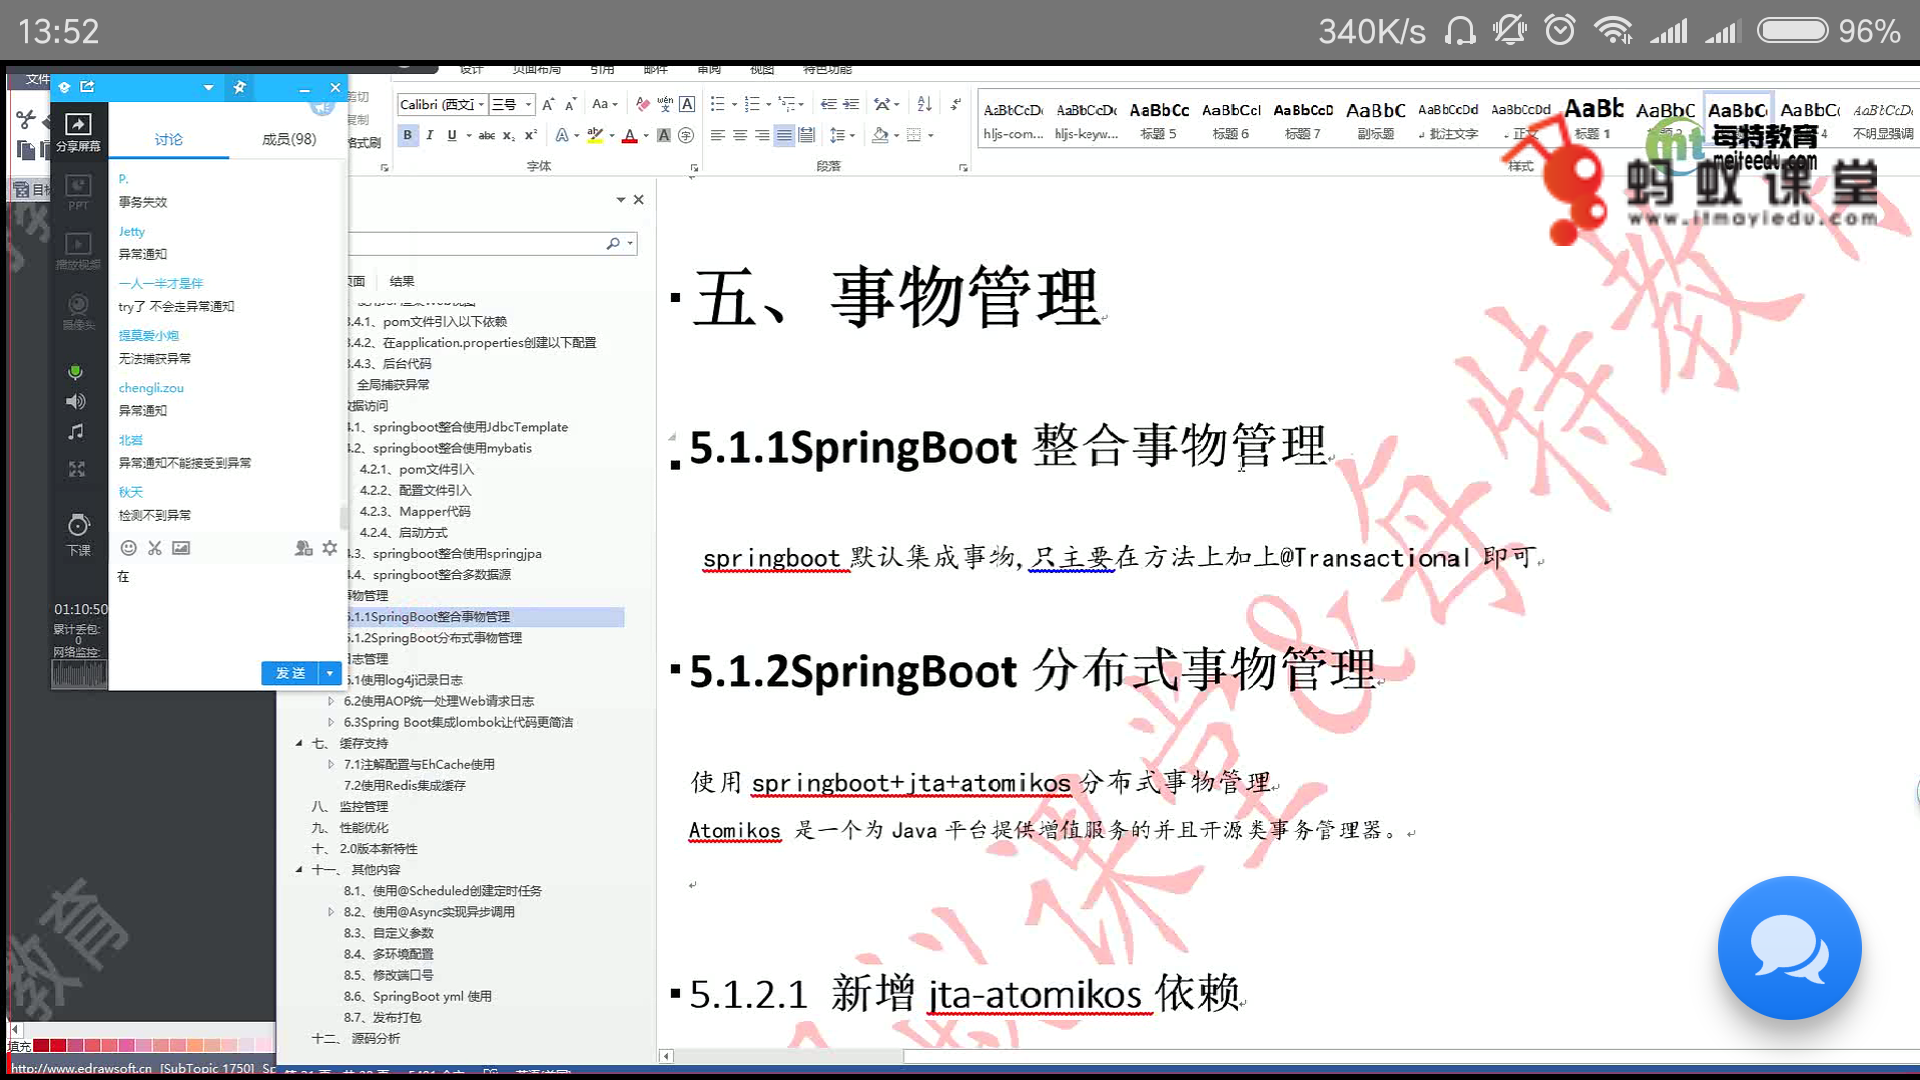 13:52
340K/s
96%
文件
设计
页面布局
引用
邮件
审阅
视图
特色功能
讨论
成员(98)
分享屏幕
PPT
播放视频
摄像头
下课
01:10:50
累计丢包:
0
网络监控:
P.
事务失效
Jetty
异常通知
一人一半才是伴
try了 不会走异常通知
提莫爱小炮
无法捕获异常
chengli.zou
异常通知
北岩
异常通知不能接受到异常
秋天
检测不到异常
在
发送
Calibri (西文)
三号
字体
段落
样式
AaBbCcDc
hljs-com...
AaBbCcDc
hljs-keyw...
AaBbCc
标题 5
AaBbCcI
标题 6
AaBbCcD
标题 7
AaBbC
副标题
AaBbCcDd
批注文字
AaBbCcDd
正文
AaBb
标题 1
AaBbC
AaBbC
AaBbC
AaBbCcD
不明显强调
每特教育
meiteedu.com
蚂蚁课堂
www.itmayiedu.com
页面
结果
3.4.1、pom文件引入以下依赖
3.4.2、在application.properties创建以下配置
3.4.3、后台代码
全局捕获异常
数据访问
4.1、springboot整合使用JdbcTemplate
4.2、springboot整合使用mybatis
4.2.1、pom文件引入
4.2.2、配置文件引入
4.2.3、Mapper代码
4.2.4、启动方式
4.3、springboot整合使用springjpa
4.4、springboot整合多数据源
事物管理
5.1.1SpringBoot整合事物管理
5.1.2SpringBoot分布式事物管理
日志管理
6.1使用log4j记录日志
6.2使用AOP统一处理Web请求日志
6.3Spring Boot集成lombok让代码更简洁
七、 缓存支持
7.1注解配置与EhCache使用
7.2使用Redis集成缓存
八、 监控管理
九、 性能优化
十、 2.0版本新特性
十一、 其他内容
8.1、使用@Scheduled创建定时任务
8.2、使用@Async实现异步调用
8.3、自定义参数
8.4、多环境配置
8.5、修改端口号
8.6、SpringBoot yml 使用
8.7、发布打包
十二、 源码分析
五、事物管理
5.1.1SpringBoot 整合事物管理
springboot 默认集成事物,只主要在方法上加上@Transactional 即可
5.1.2SpringBoot 分布式事物管理
使用 springboot+jta+atomikos 分布式事物管理
Atomikos 是一个为 Java 平台提供增值服务的并且开源类事务管理器。
5.1.2.1 新增 jta-atomikos 依赖
填充
http://www.edrawsoft.cn [SubTopic 1750]